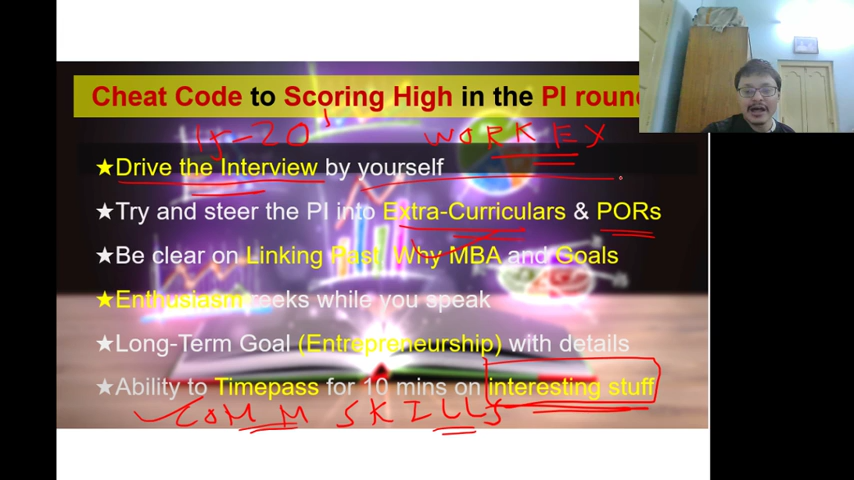 Cheat Code to Scoring High in the PI roun
15-20' WORKEX
★Drive the Interview by yourself
★Try and steer the PI into Extra-Curriculars & PORs
★Be clear on Linking Past, Why MBA and Goals
★Enthusiasm reeks while you speak
★Long-Term Goal (Entrepreneurship) with details
★Ability to Timepass for 10 mins on interesting stuff
COMM SKILLS